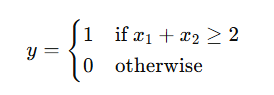 y = { 1 if x₁ + x₂ ≥ 2
0 otherwise